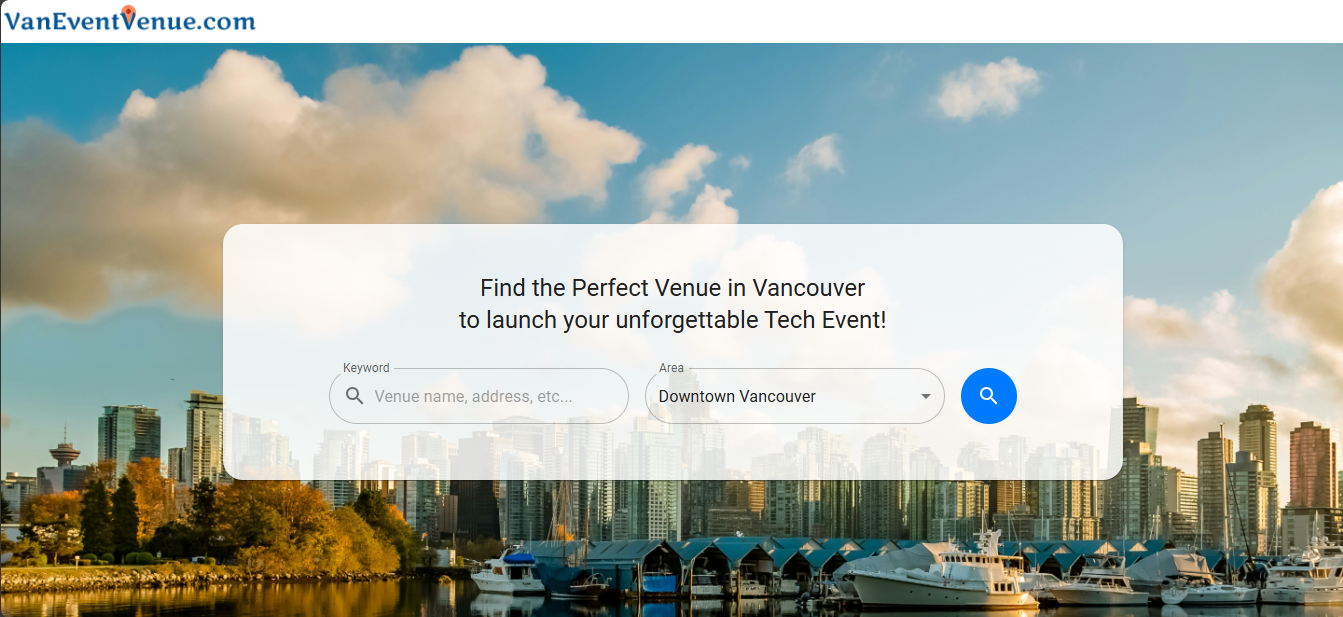 VanEventVenue.com
Find the Perfect Venue in Vancouver
to launch your unforgettable Tech Event!
Keyword
Venue name, address, etc...
Area
Downtown Vancouver